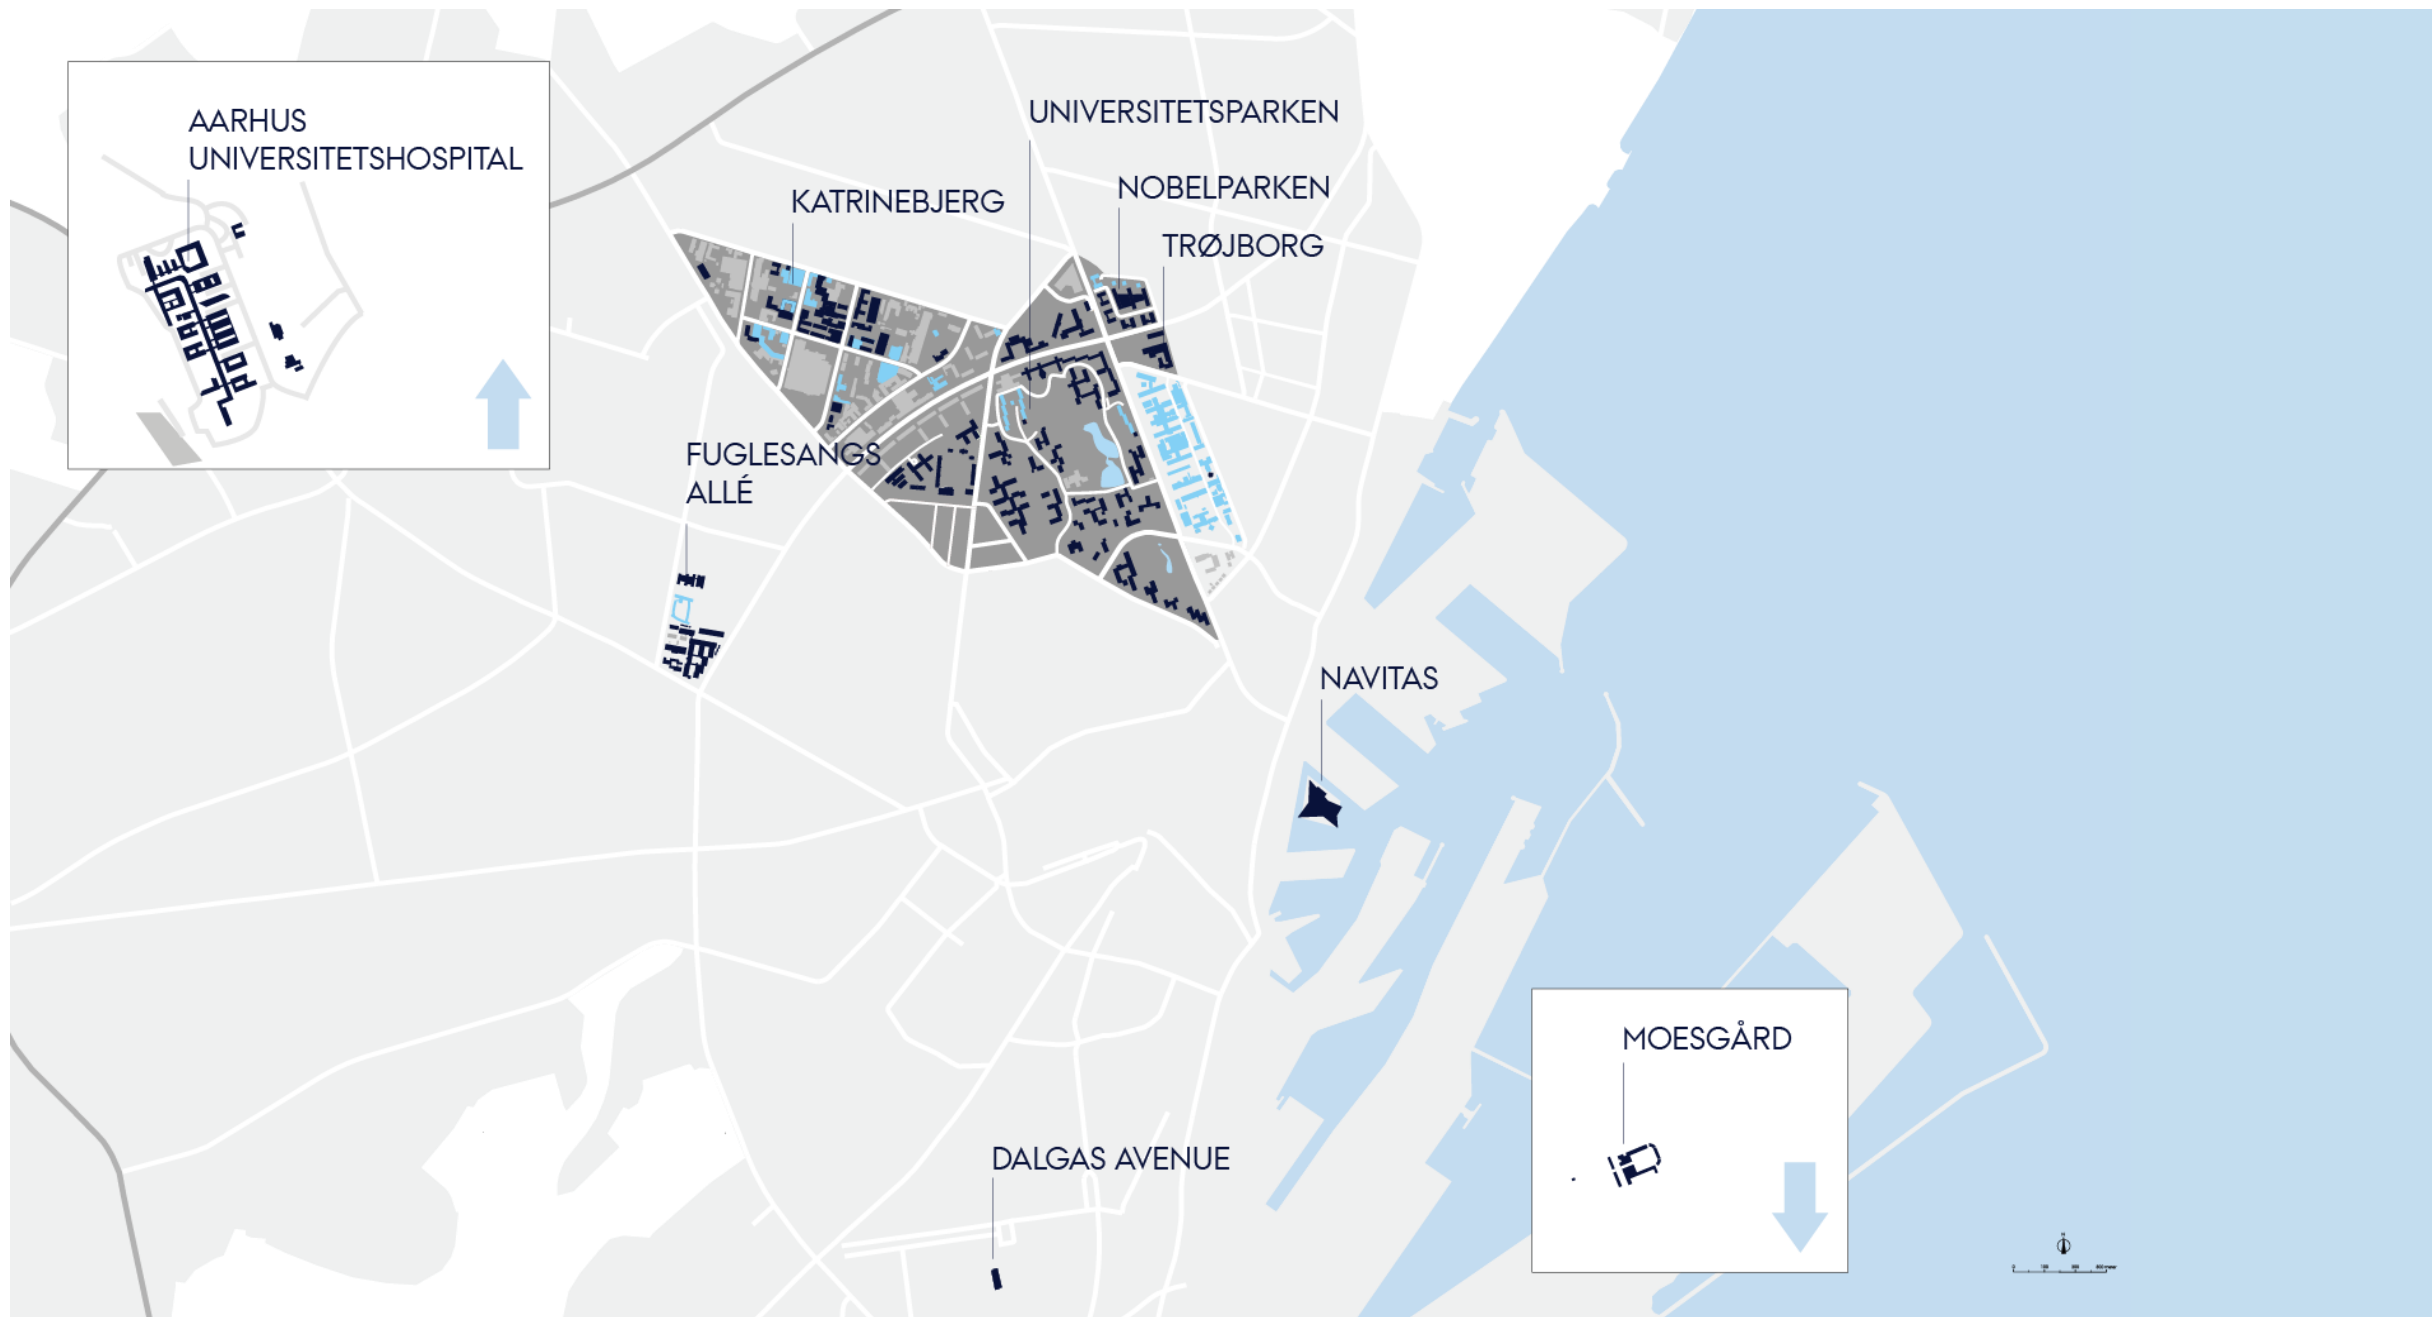 AARHUS
UNIVERSITETSHOSPITAL
UNIVERSITETSPARKEN
NOBELPARKEN
KATRINEBJERG
TRØJBORG
FUGLESANGS
ALLÉ
NAVITAS
MOESGÅRD
DALGAS AVENUE